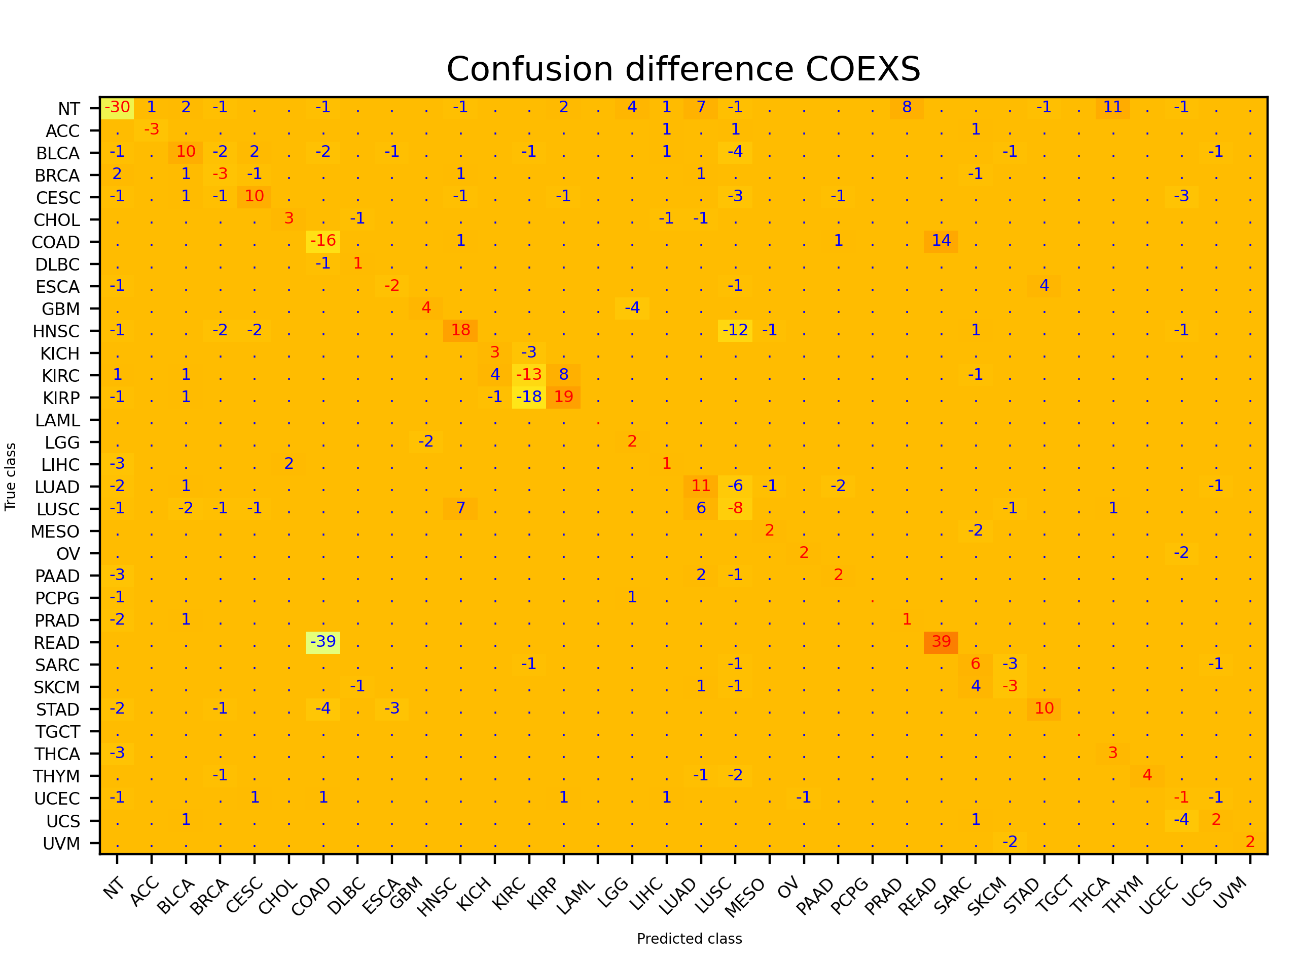 Confusion difference COEXS
NT -30 1 2 -1 . . -1 . . . -1 . . 2 . 4 1 7 -1 . . . . 8 . . . -1 . 11 . -1 . .
ACC . -3 . . . . . . . . . . . . . . 1 . 1 . . . . . . 1 . . . . . . . .
BLCA -1 . 10 -2 2 . -2 . -1 . . . -1 . . . 1 . -4 . . . . . . . -1 . . . . . -1 .
BRCA 2 . 1 -3 -1 . . . . . 1 . . . . . . 1 . . . . . . . -1 . . . . . . . .
CESC -1 . 1 -1 10 . . . . . -1 . . -1 . . . . -3 . . -1 . . . . . . . . . -3 . .
CHOL . . . . . 3 . -1 . . . . . . . . -1 -1 . . . . . . . . . . . . . . . .
COAD . . . . . . -16 . . . 1 . . . . . . . . . . 1 . . 14 . . . . . . . . .
DLBC . . . . . . -1 1 . . . . . . . . . . . . . . . . . . . . . . . . . .
ESCA -1 . . . . . . . -2 . . . . . . . . . -1 . . . . . . . . 4 . . . . . .
GBM . . . . . . . . . 4 . . . . . -4 . . . . . . . . . . . . . . . . . .
HNSC -1 . . -2 -2 . . . . . 18 . . . . . . . -12 -1 . . . . . 1 . . . . . -1 . .
KICH . . . . . . . . . . . 3 -3 . . . . . . . . . . . . . . . . . . . . .
KIRC 1 . 1 . . . . . . . . 4 -13 8 . . . . . . . . . . . -1 . . . . . . . .
KIRP -1 . 1 . . . . . . . . -1 -18 19 . . . . . . . . . . . . . . . . . . . .
LAML . . . . . . . . . . . . . . . . . . . . . . . . . . . . . . . . . .
LGG . . . . . . . . . -2 . . . . . 2 . . . . . . . . . . . . . . . . . .
LIHC -3 . . . . 2 . . . . . . . . . . 1 . . . . . . . . . . . . . . . . .
LUAD -2 . 1 . . . . . . . . . . . . . . 11 -6 -1 . -2 . . . . . . . . . . -1 .
LUSC -1 . -2 -1 -1 . . . . . 7 . . . . . . 6 -8 . . . . . . . -1 . . 1 . . . .
MESO . . . . . . . . . . . . . . . . . . . 2 . . . . . -2 . . . . . . . .
OV . . . . . . . . . . . . . . . . . . . . 2 . . . . . . . . . . -2 . .
PAAD -3 . . . . . . . . . . . . . . . . 2 -1 . . 2 . . . . . . . . . . . .
PCPG -1 . . . . . . . . . . . . . . 1 . . . . . . . . . . . . . . . . . .
PRAD -2 . 1 . . . . . . . . . . . . . . . . . . . . 1 . . . . . . . . . .
READ . . . . . . -39 . . . . . . . . . . . . . . . . . 39 . . . . . . . . .
SARC . . . . . . . . . . . . -1 . . . . . -1 . . . . . . 6 -3 . . . . . -1 .
SKCM . . . . . . . -1 . . . . . . . . . 1 -1 . . . . . . 4 -3 . . . . . . .
STAD -2 . . -1 . . -4 . -3 . . . . . . . . . . . . . . . . . . 10 . . . . . .
TGCT . . . . . . . . . . . . . . . . . . . . . . . . . . . . . . . . . .
THCA -3 . . . . . . . . . . . . . . . . . . . . . . . . . . . . 3 . . . .
THYM . . . -1 . . . . . . . . . . . . . -1 -2 . . . . . . . . . . . 4 . . .
UCEC -1 . . . 1 . 1 . . . . . . 1 . . 1 . . . -1 . . . . . . . . . . -1 -1 .
UCS . . 1 . . . . . . . . . . . . . . . . . . . . . . 1 . . . . . -4 2 .
UVM . . . . . . . . . . . . . . . . . . . . . . . . . . -2 . . . . . . 2
NT ACC BLCA BRCA CESC CHOL COAD DLBC ESCA GBM HNSC KICH KIRC KIRP LAML LGG LIHC LUAD LUSC MESO OV PAAD PCPG PRAD READ SARC SKCM STAD TGCT THCA THYM UCEC UCS UVM
Predicted class
True class